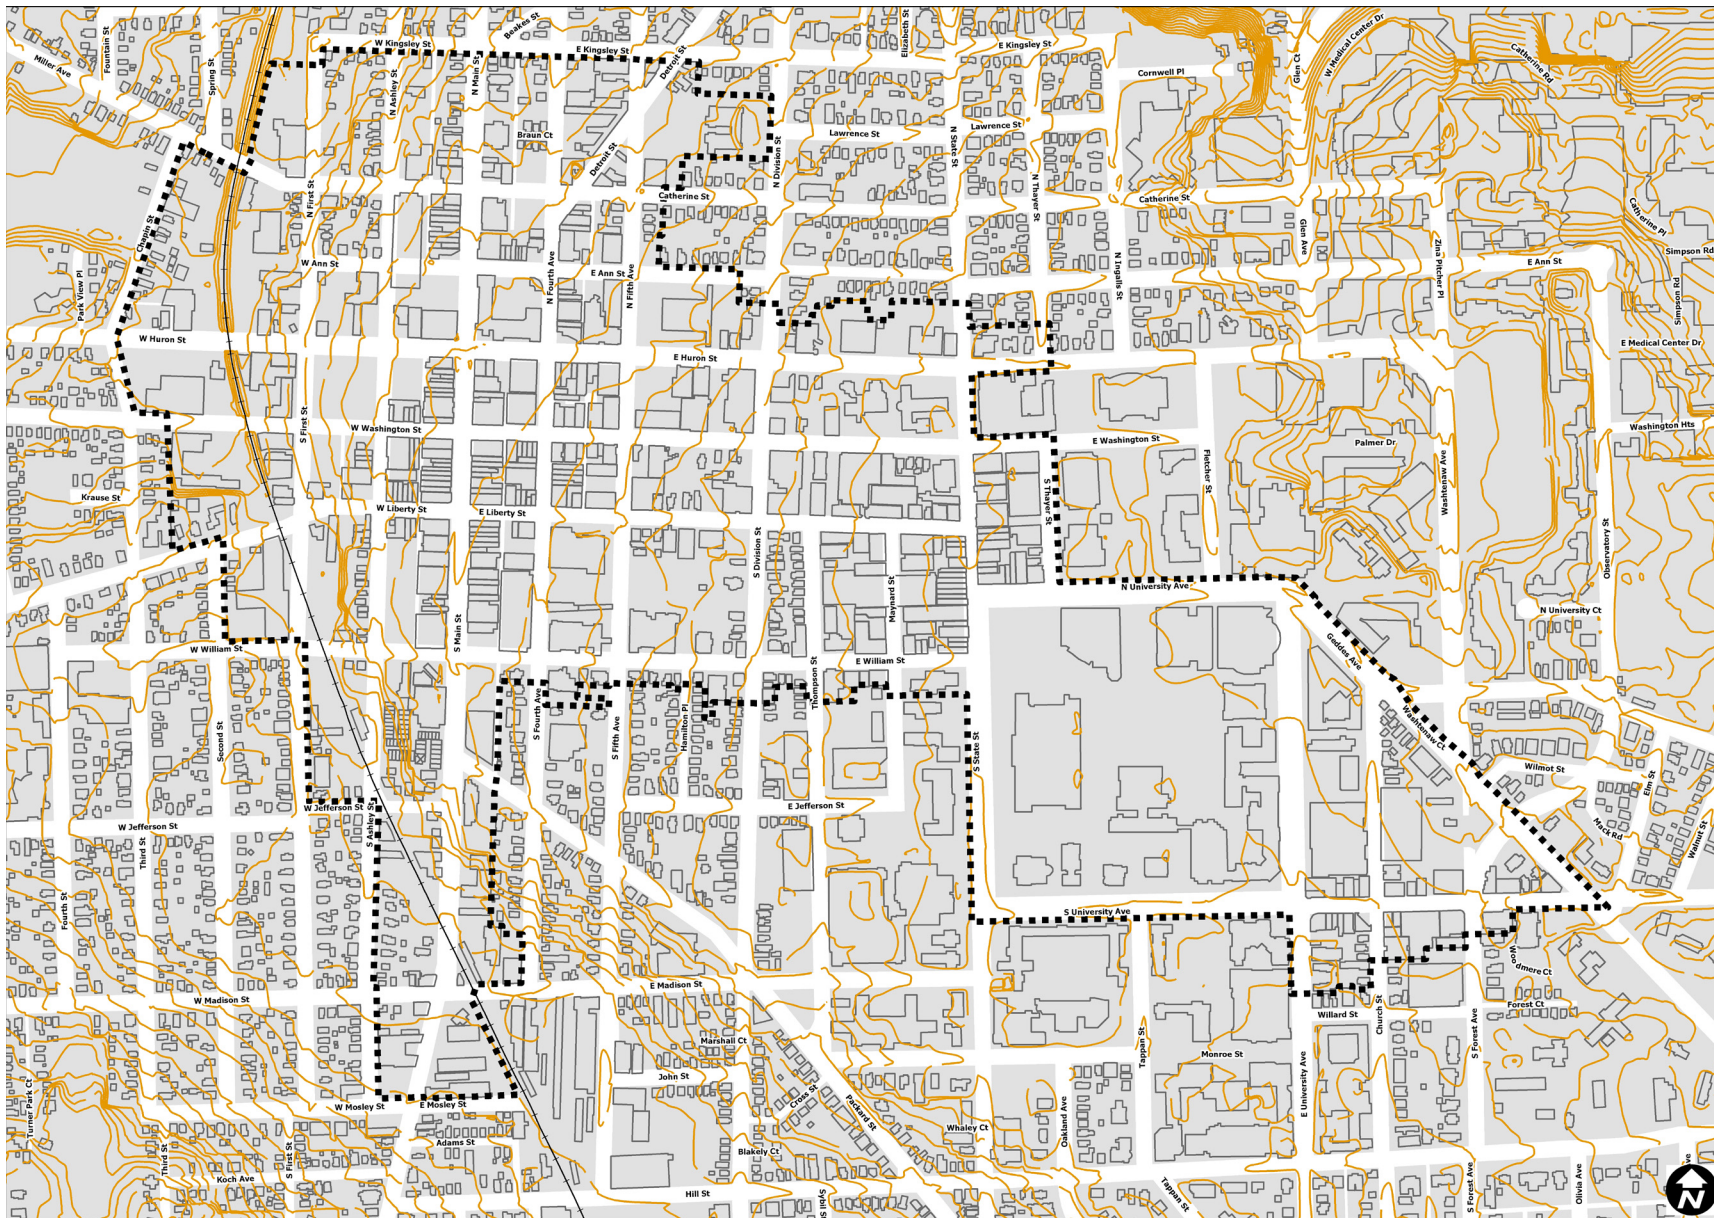 Fountain St
Miller Ave
Spring St
W Kingsley St
Beakes St
E Kingsley St
Detroit St
Elizabeth St
E Kingsley St
Glen Ct
W Medical Center Dr
Catherine Rd
Cornwell Pl
N Ashley St
N Main St
Braun Ct
Lawrence St
Lawrence St
N State St
Detroit St
N Division St
N First St
Catherine St
N Thayer St
Catherine St
Catherine Pl
Chapin St
Glen Ave
Zina Pitcher Pl
Simpson Rd
W Ann St
E Ann St
N Fourth Ave
N Fifth Ave
N Ingalls St
E Ann St
Simpson Rd
Park View Pl
W Huron St
E Huron St
E Medical Center Dr
S First St
W Washington St
E Washington St
Palmer Dr
Washington Hts
Fletcher St
Washtenaw Ave
Krause St
W Liberty St
E Liberty St
S Thayer St
S Division St
Observatory St
Maynard St
N University Ave
N University Ct
S Main St
W William St
E William St
Geddes Ave
Thompson St
Second St
S Fourth Ave
S Fifth Ave
Hamilton Pl
S State St
Washtenaw Ct
Wilmot St
Elm St
W Jefferson St
E Jefferson St
W Jefferson St
Third St
S Ashley St
Mack Rd
Walnut St
Fourth St
S University Ave
Woo
dmere Ct
W Madison St
E Madison St
Forest Ct
Willard St
Church St
S Forest Ave
Marshall Ct
Tappan St
Monroe St
John St
E University Ave
Turner Park Ct
W Mosley St
E Mosley St
Cross St
Packard St
Oakland Ave
Whaley Ct
Adams St
Third St
S First St
Blakely Ct
Koch Ave
Hill St
Sybil St
Tappan St
S Forest Ave
Olivia Ave
ve
N